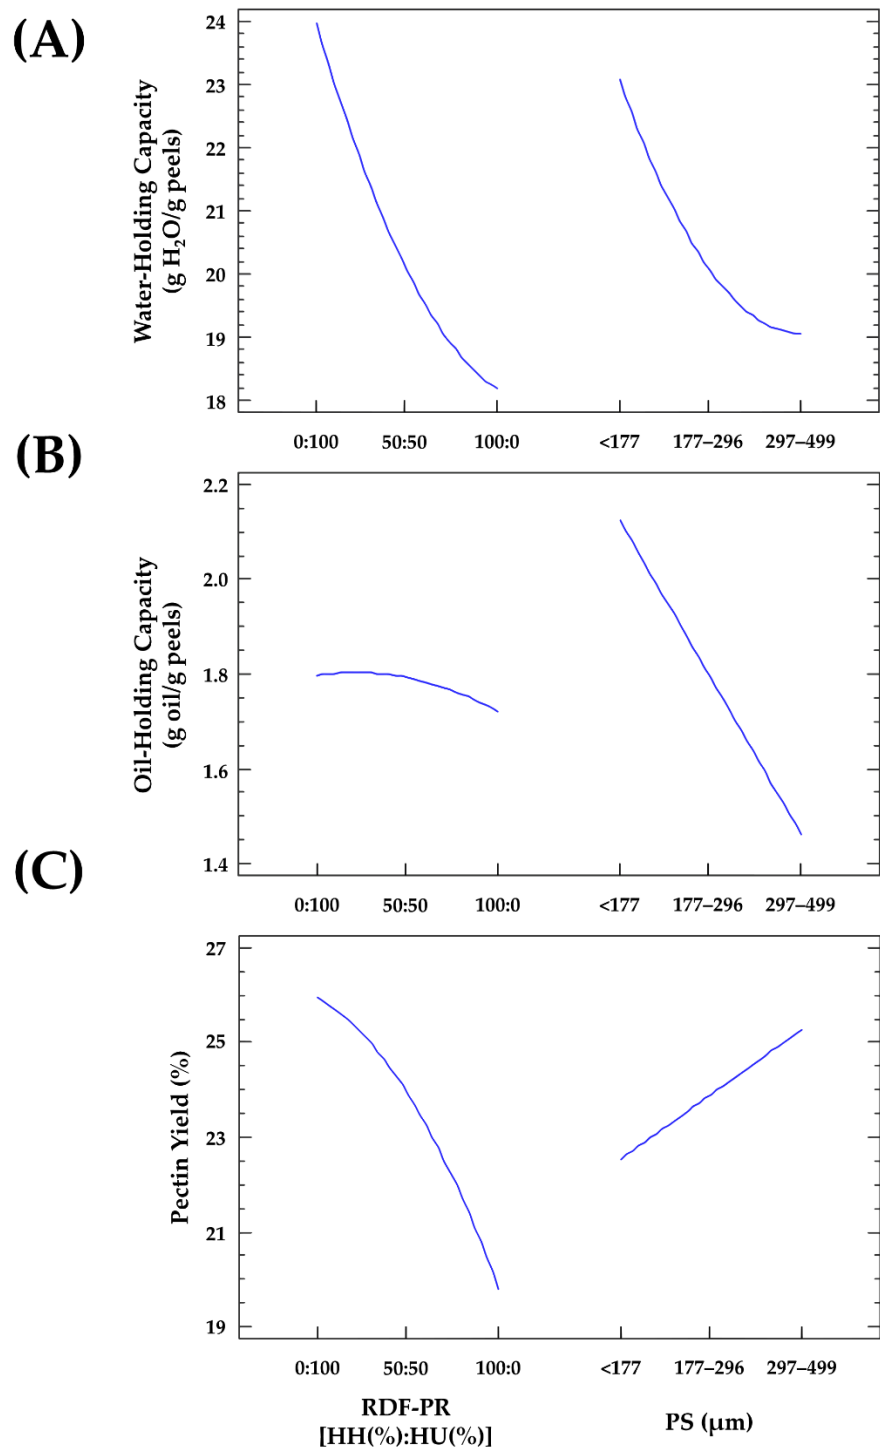 (A)
Water-Holding Capacity
(g H₂O/g peels)
24
23
22
21
20
19
18
0:100 50:50 100:0 <177 177–296 297–499
(B)
Oil-Holding Capacity
(g oil/g peels)
2.2
2.0
1.8
1.6
1.4
0:100 50:50 100:0 <177 177–296 297–499
(C)
Pectin Yield (%)
27
25
23
21
19
0:100 50:50 100:0 <177 177–296 297–499
RDF-PR
[HH(%):HU(%)]
PS (µm)